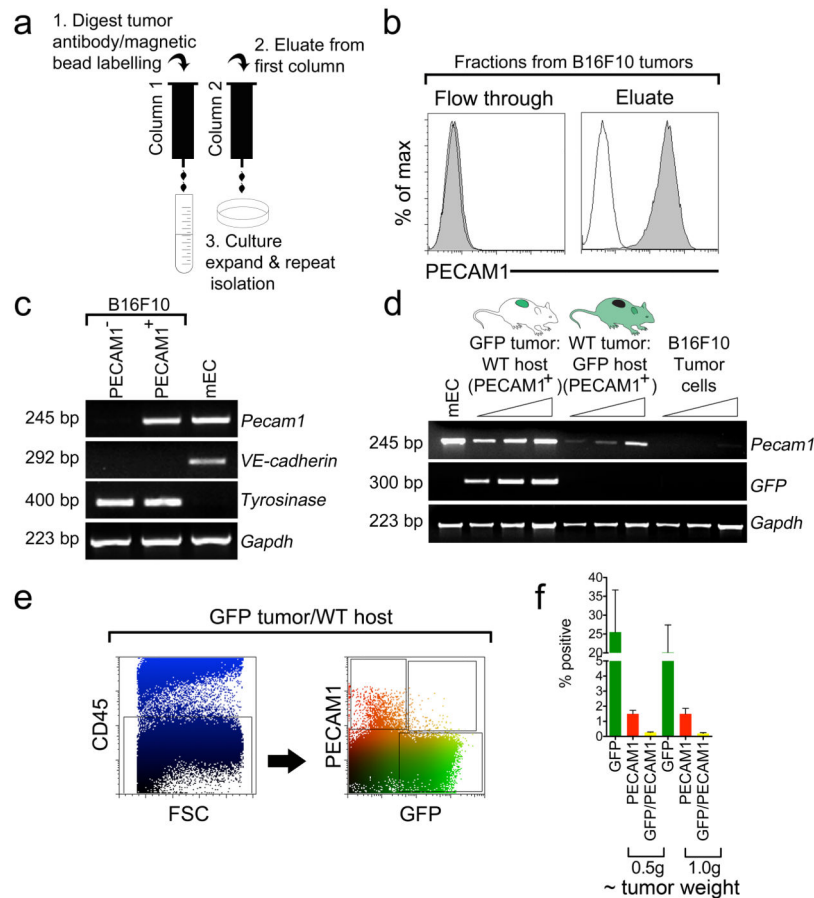 a
1. Digest tumor
antibody/magnetic
bead labelling
2. Eluate from
first column
Column 1
Column 2
3. Culture
expand & repeat
isolation
b
Fractions from B16F10 tumors
Flow through
Eluate
% of max
PECAM1
c
B16F10
PECAM1-
PECAM1+
mEC
245 bp
Pecam1
292 bp
VE-cadherin
400 bp
Tyrosinase
223 bp
Gapdh
d
GFP tumor:
WT host
(PECAM1+)
WT tumor:
GFP host
(PECAM1+)
B16F10
Tumor
cells
mEC
245 bp
Pecam1
300 bp
GFP
223 bp
Gapdh
e
GFP tumor/WT host
CD45
FSC
PECAM1
GFP
f
% positive
40
35
30
25
20
15
10
5
5
4
3
2
1
0
GFP
PECAM1
GFP/PECAM1
GFP
PECAM1
GFP/PECAM1
0.5g
1.0g
~ tumor weight